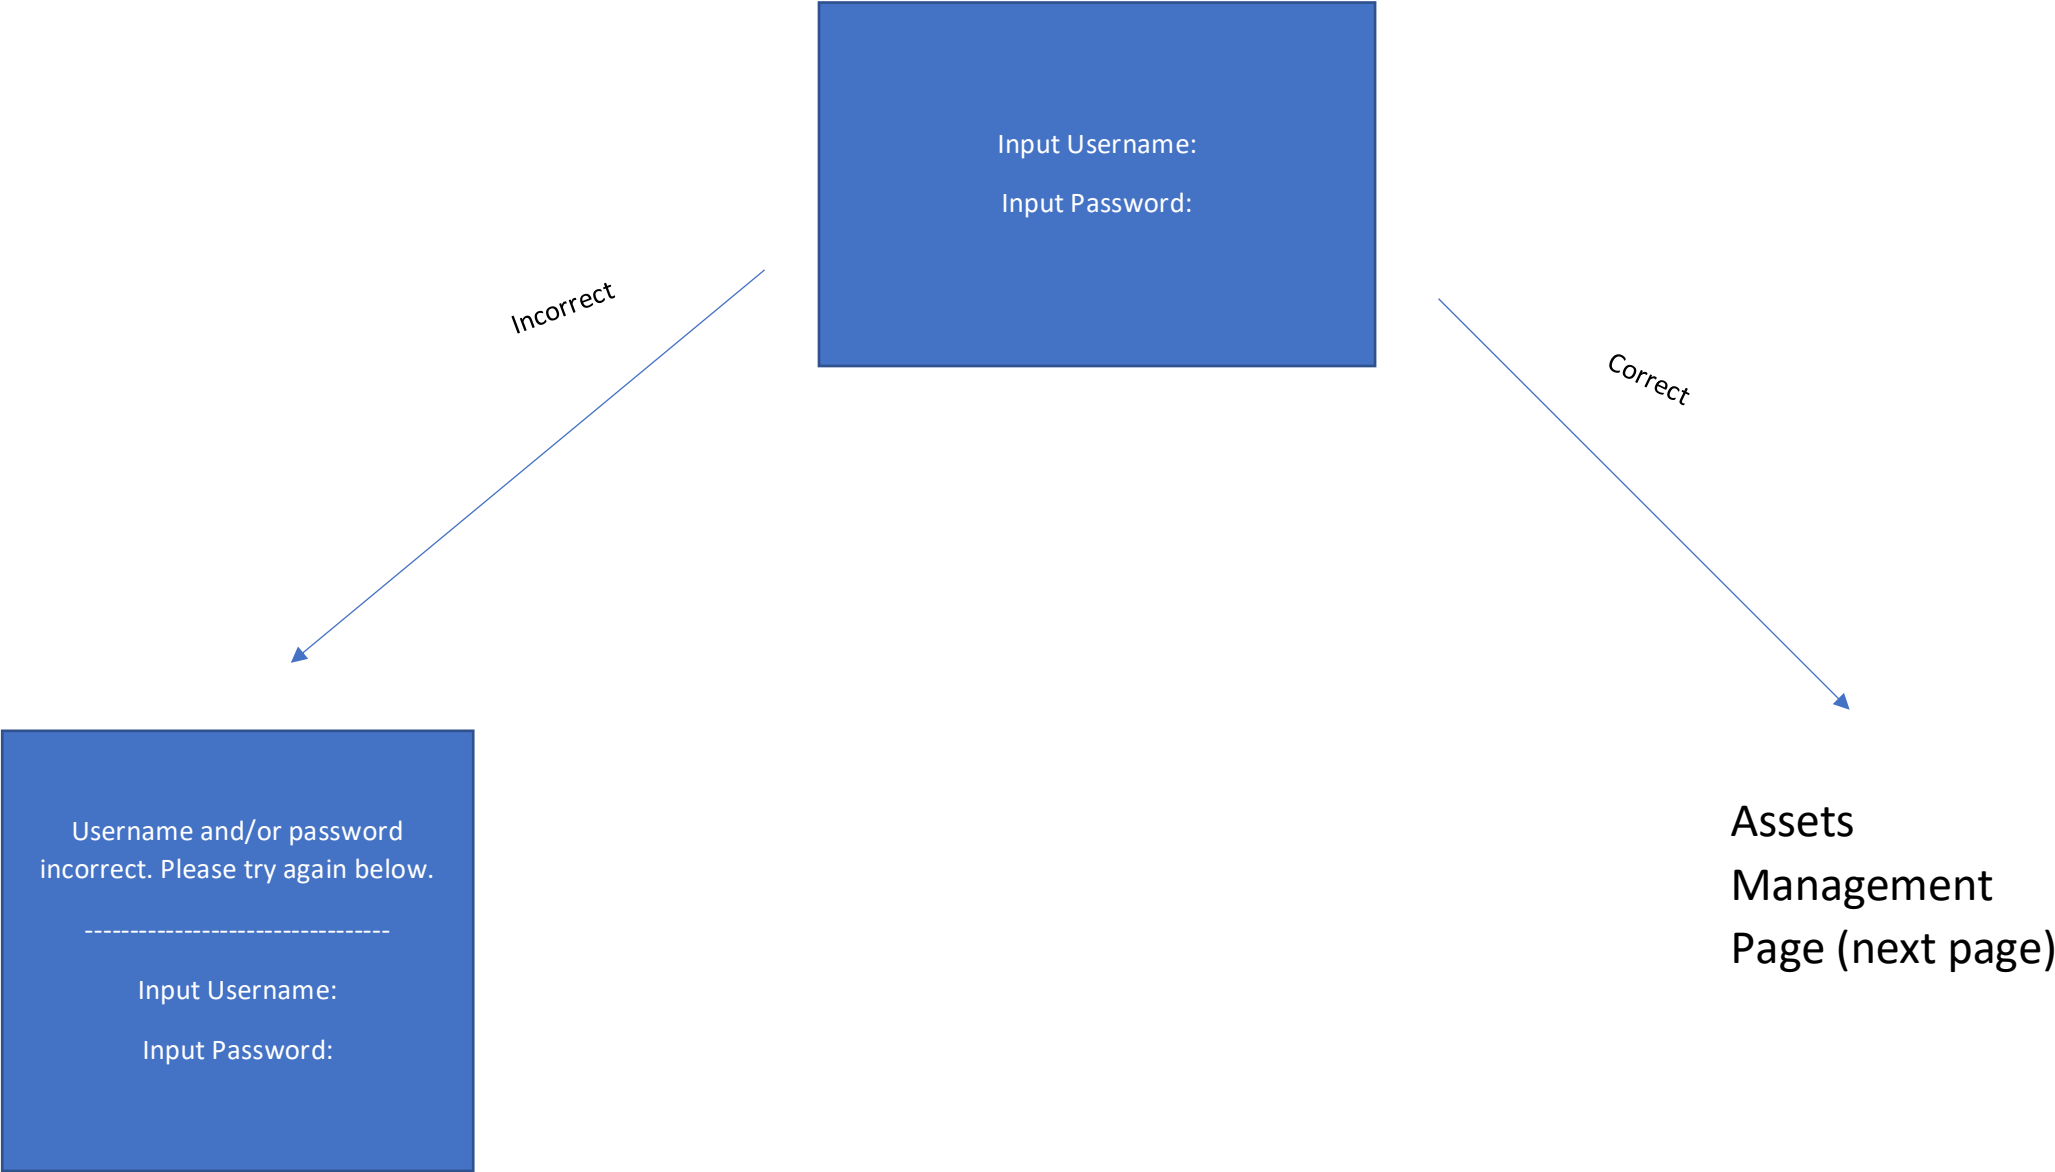 Input Username:
Input Password:
Incorrect
Correct
Username and/or password
incorrect. Please try again below.
----------------------------------
Input Username:
Input Password:
Assets
Management
Page (next page)